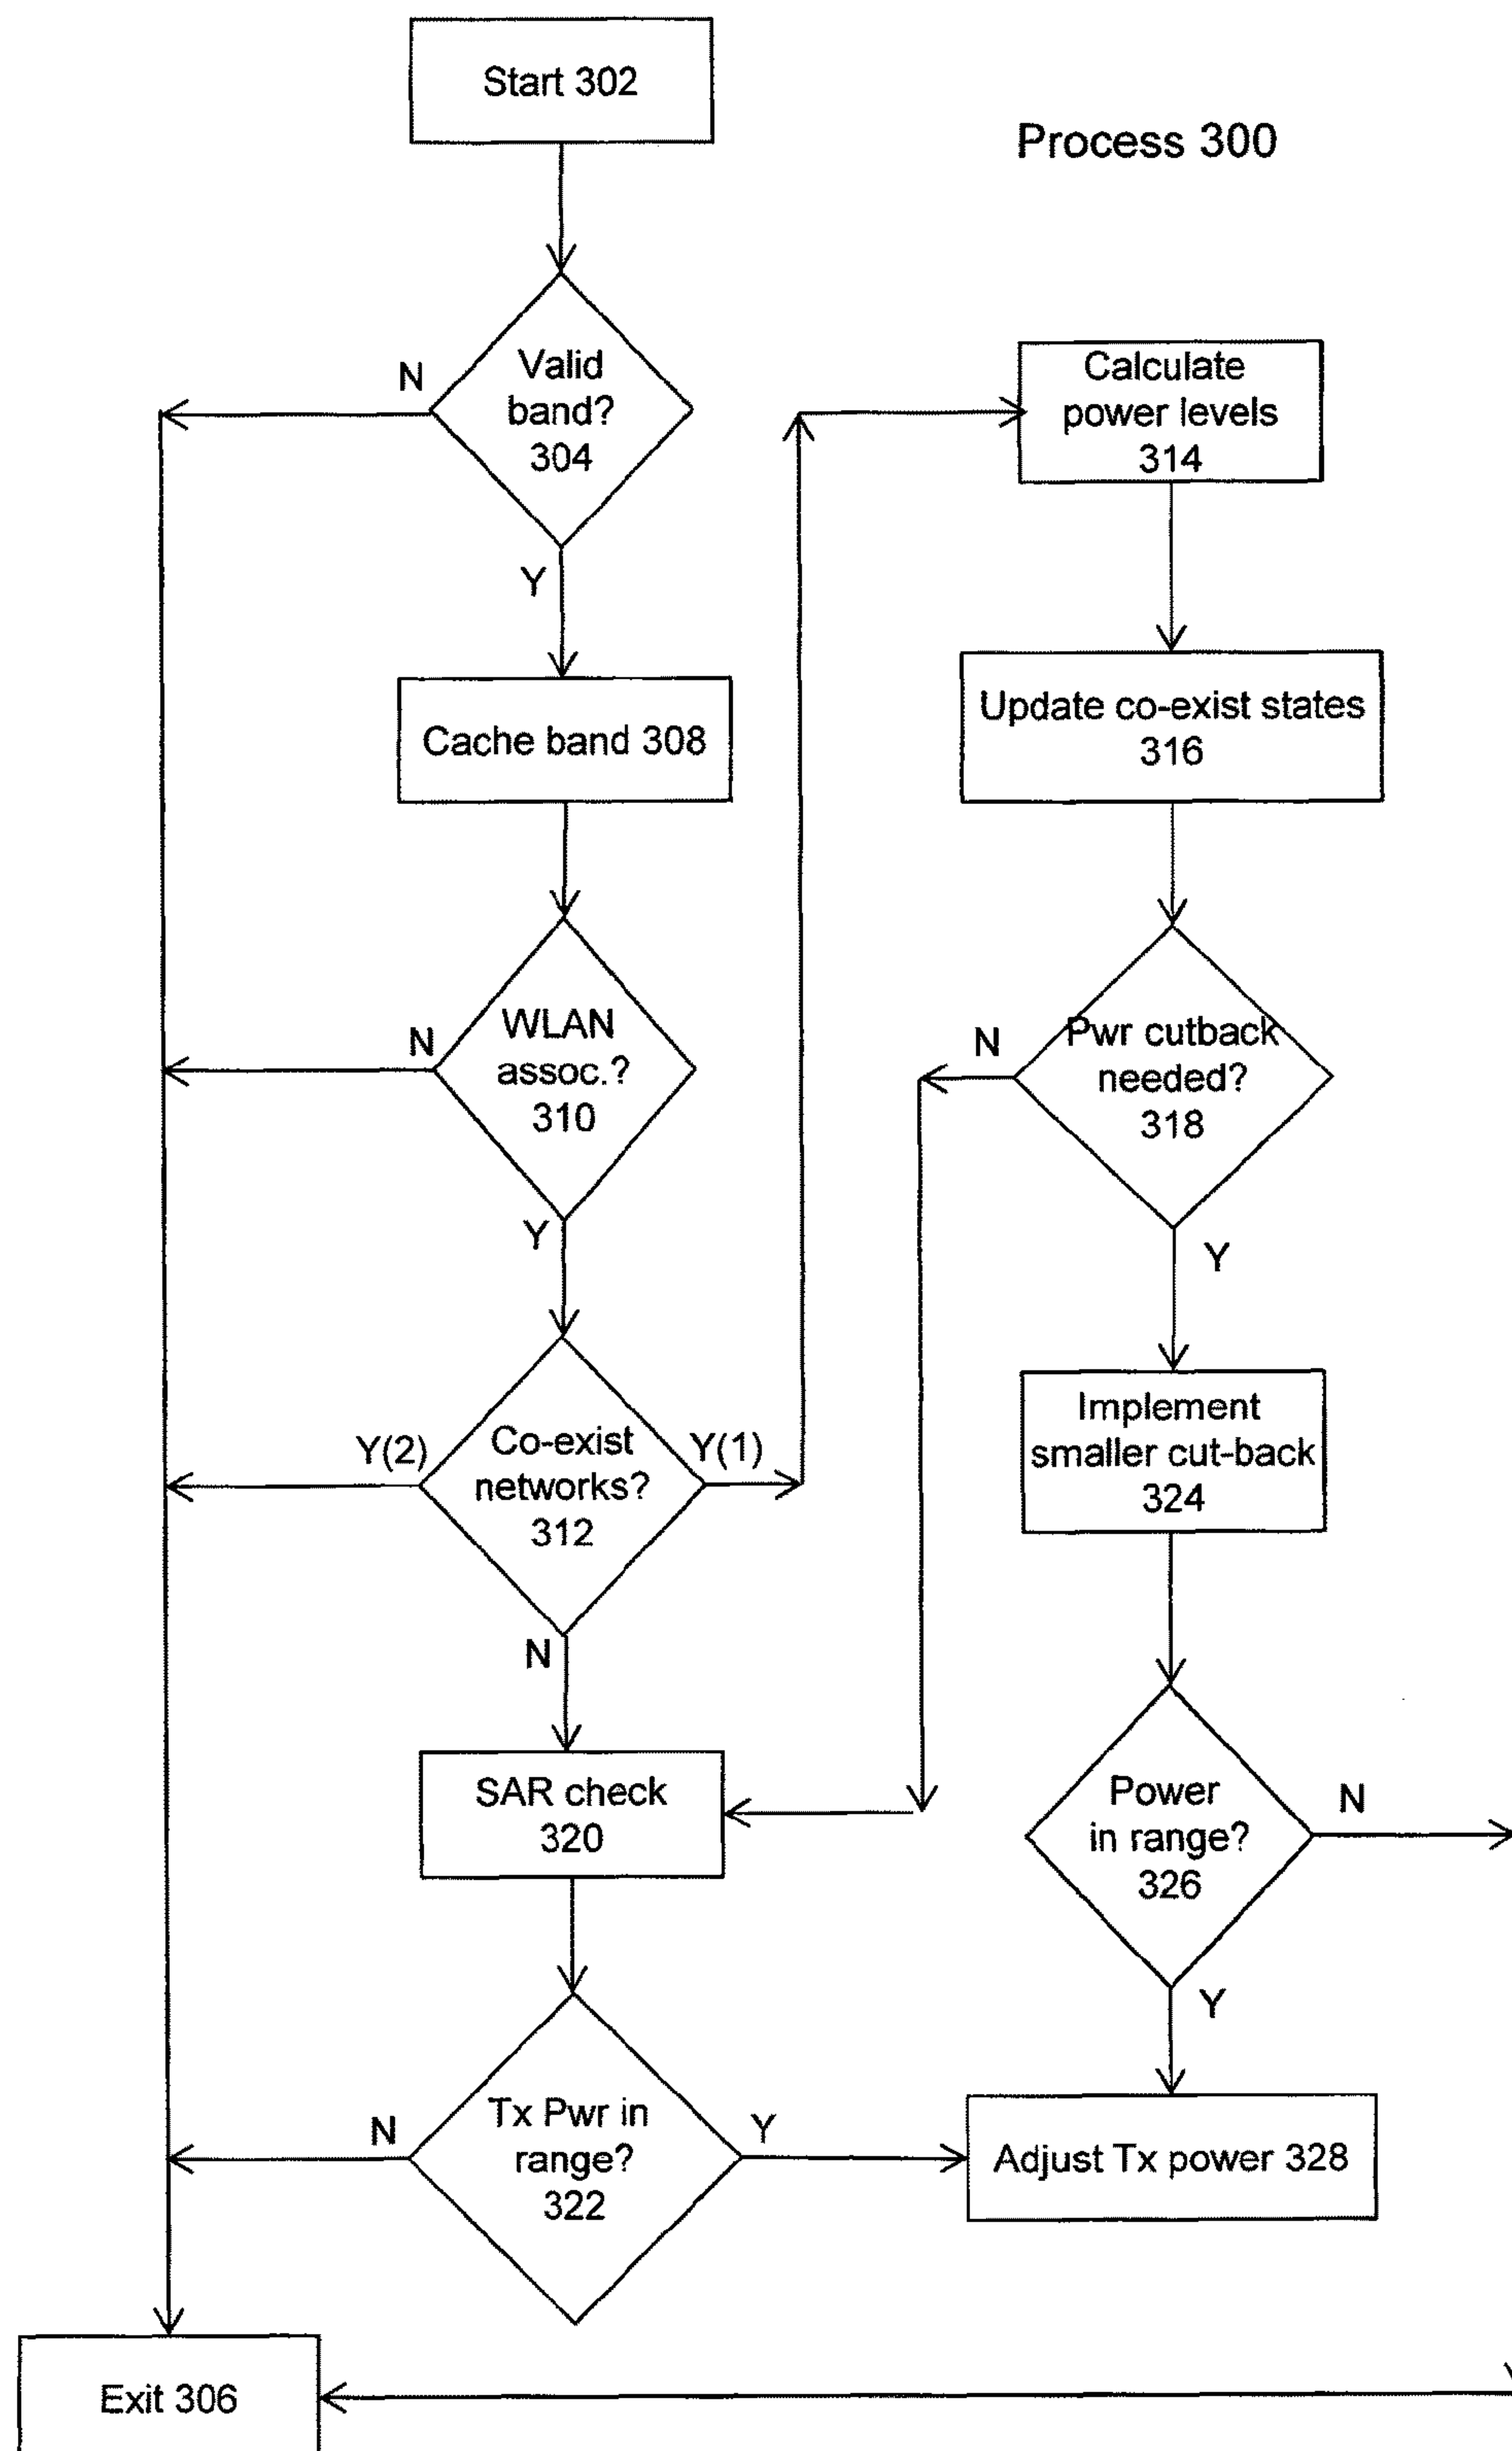 Start 302
Process 300
Valid
band?
304
N
Y
Calculate
power levels
314
Cache band 308
Update co-exist states
316
WLAN
assoc.?
310
N
Y
Pwr cutback
needed?
318
N
Y
Co-exist
networks?
312
Y(2)
Y(1)
N
Implement
smaller cut-back
324
SAR check
320
Power
in range?
326
N
Y
Tx Pwr in
range?
322
N
Y
Adjust Tx power 328
Exit 306